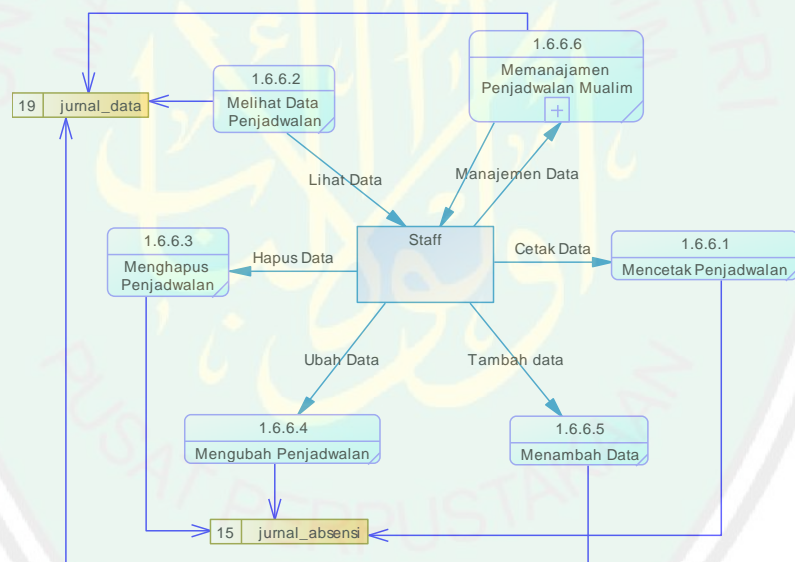 1.6.6.6
Memanajamen
Penjadwalan Mualim
1.6.6.2
Melihat Data
Penjadwalan
19 jurnal_data
Lihat Data
Manajemen Data
1.6.6.3
Menghapus
Penjadwalan
Hapus Data
Staff
Cetak Data
1.6.6.1
Mencetak Penjadwalan
Ubah Data
Tambah data
1.6.6.4
Mengubah Penjadwalan
1.6.6.5
Menambah Data
15 jurnal_absensi
PUSAT PERPUSTAKAAN